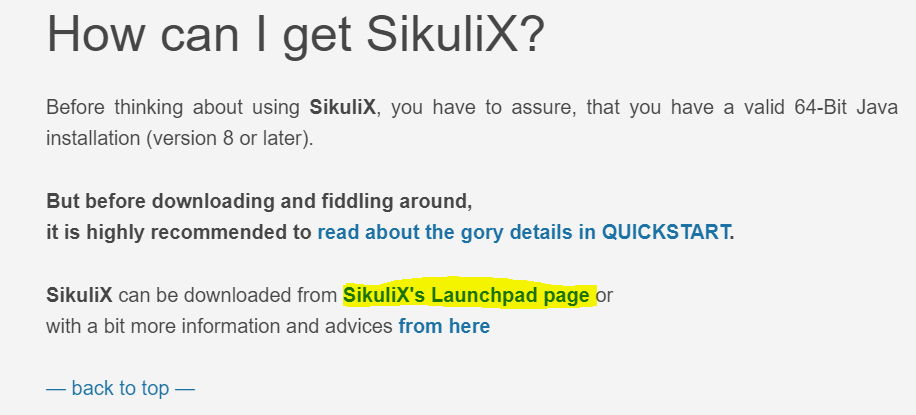 How can I get SikuliX?
Before thinking about using SikuliX, you have to assure, that you have a valid 64-Bit Java
installation (version 8 or later).
But before downloading and fiddling around,
it is highly recommended to read about the gory details in QUICKSTART.
SikuliX can be downloaded from SikuliX's Launchpad page or
with a bit more information and advices from here
— back to top —